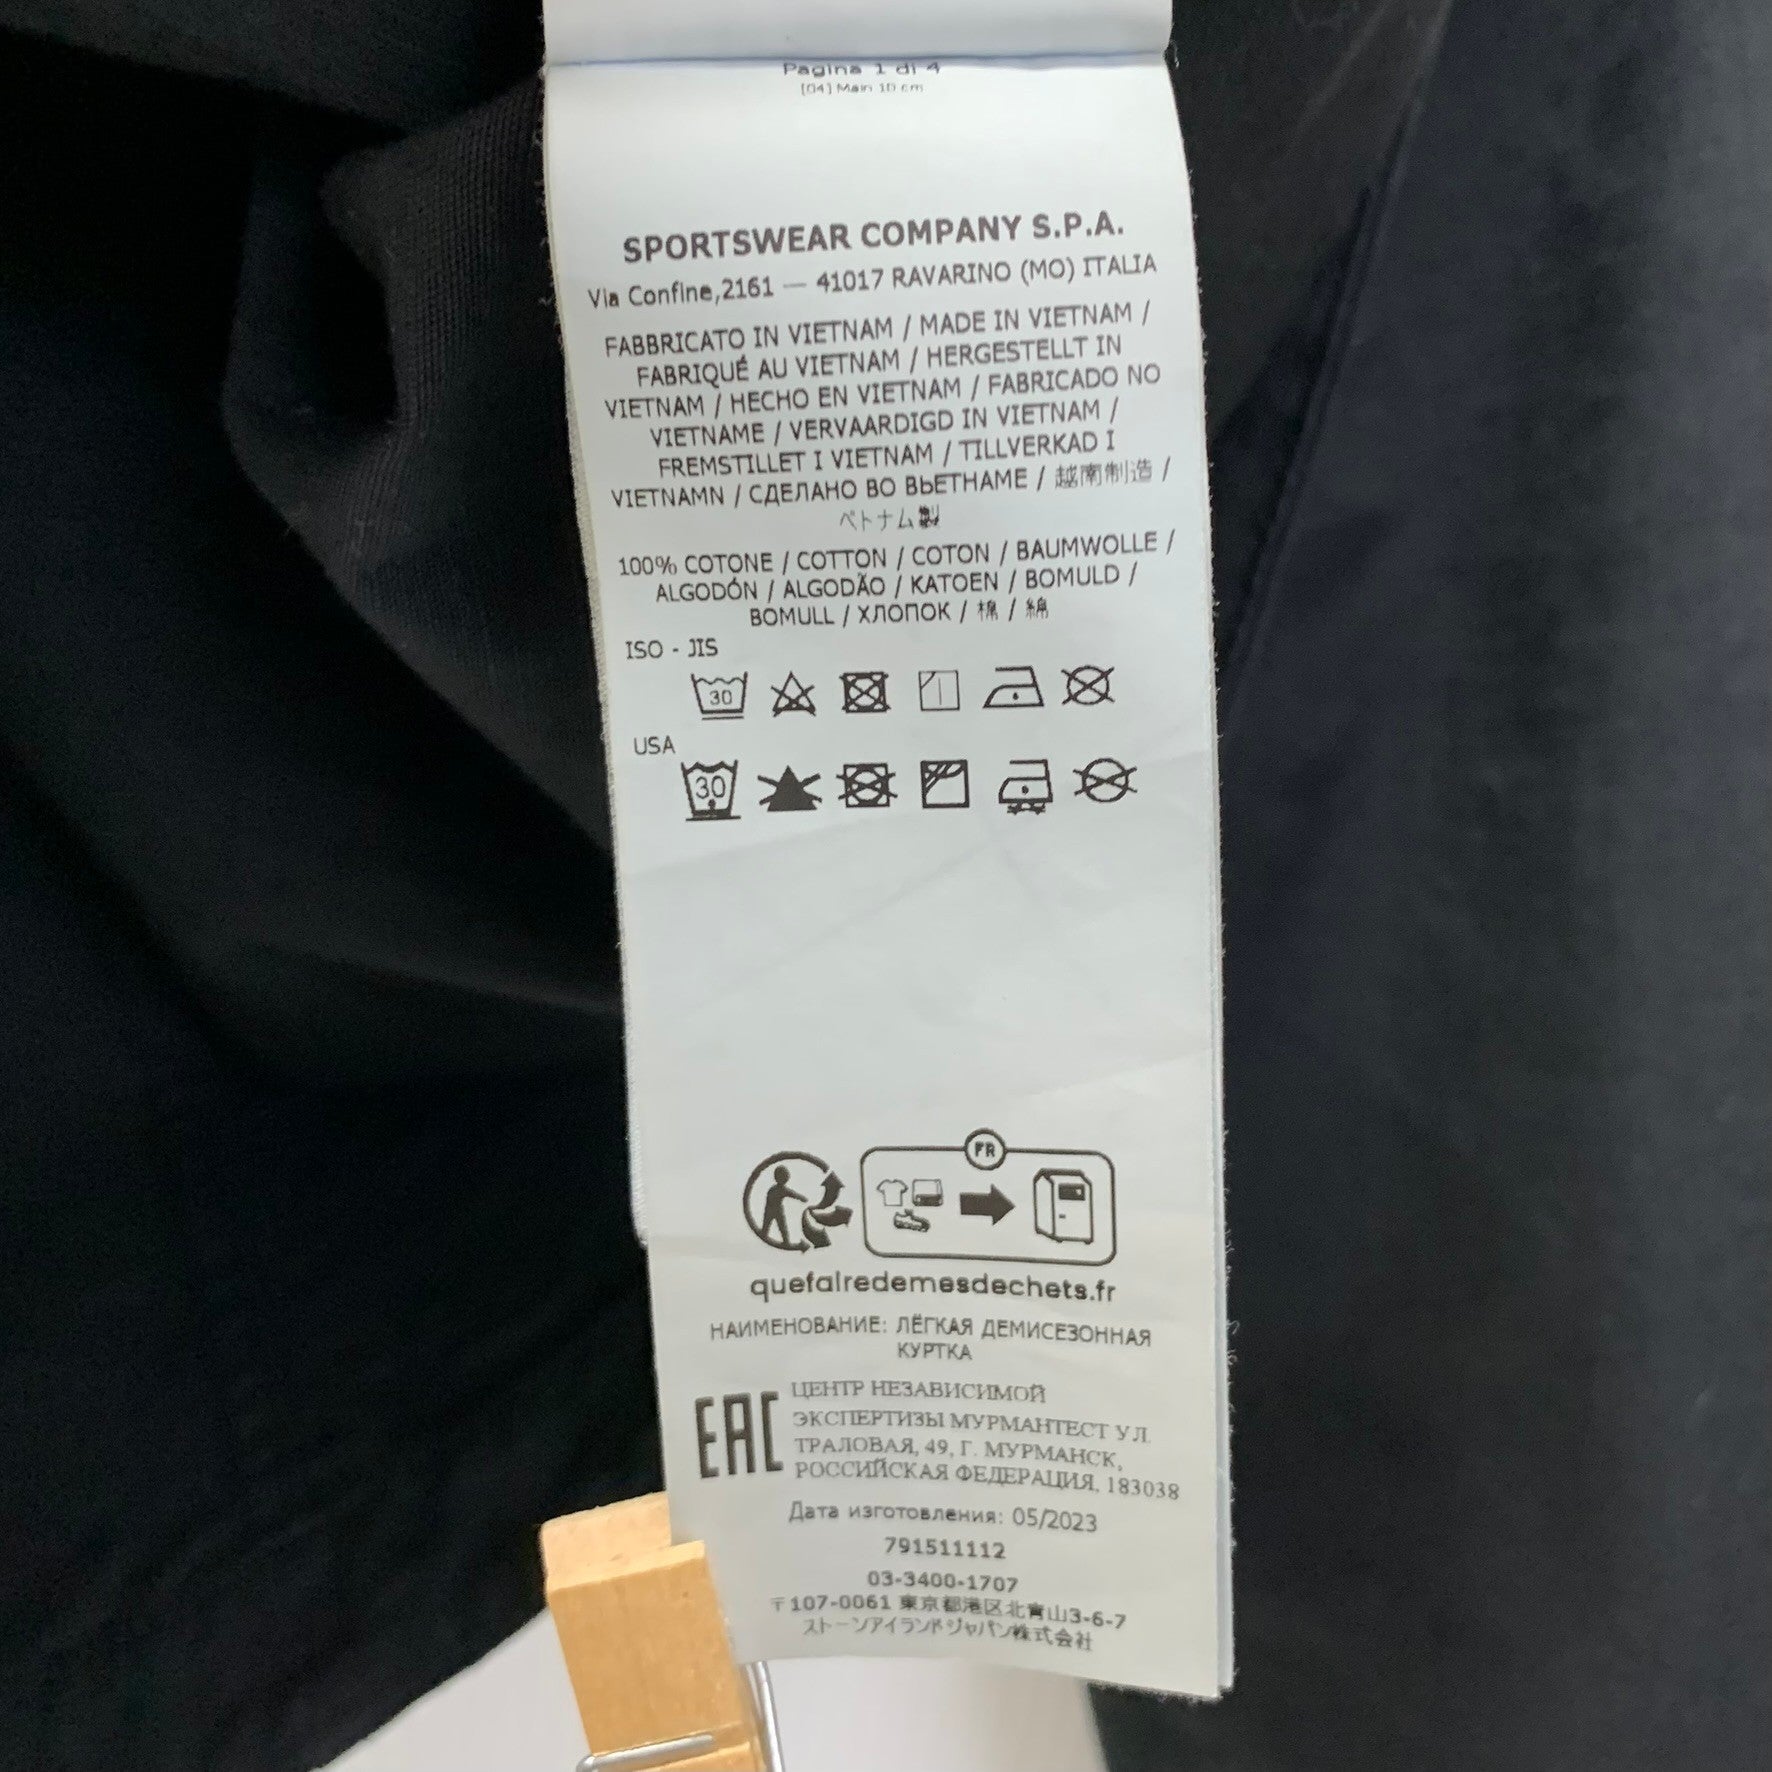 Pagina 1 di 4
[04] Main 10 cm
SPORTSWEAR COMPANY S.P.A.
Via Confine,2161 — 41017 RAVARINO (MO) ITALIA
FABBRICATO IN VIETNAM / MADE IN VIETNAM /
FABRIQUÉ AU VIETNAM / HERGESTELLT IN
VIETNAM / HECHO EN VIETNAM / FABRICADO NO
VIETNAME / VERVAARDIGD IN VIETNAM /
FREMSTILLET I VIETNAM / TILLVERKAD I
VIETNAMN / СДЕЛАНО ВО ВЬЕТНАМЕ / 越南制造 /
ベトナム製
100% COTONE / COTTON / COTON / BAUMWOLLE /
ALGODÓN / ALGODÃO / KATOEN / BOMULD /
BOMULL / ХЛОПОК / 棉 / 綿
ISO - JIS
30
USA
30
FR
quefairedemesdechets.fr
НАИМЕНОВАНИЕ: ЛЁГКАЯ ДЕМИСЕЗОННАЯ
КУРТКА
EAC
ЦЕНТР НЕЗАВИСИМОЙ
ЭКСПЕРТИЗЫ МУРМАНТЕСТ УЛ.
ТРАЛОВАЯ, 49, Г. МУРМАНСК,
РОССИЙСКАЯ ФЕДЕРАЦИЯ, 183038
Дата изготовления: 05/2023
791511112
03-3400-1707
〒107-0061 東京都港区北青山3-6-7
ストーンアイランドジャパン株式会社